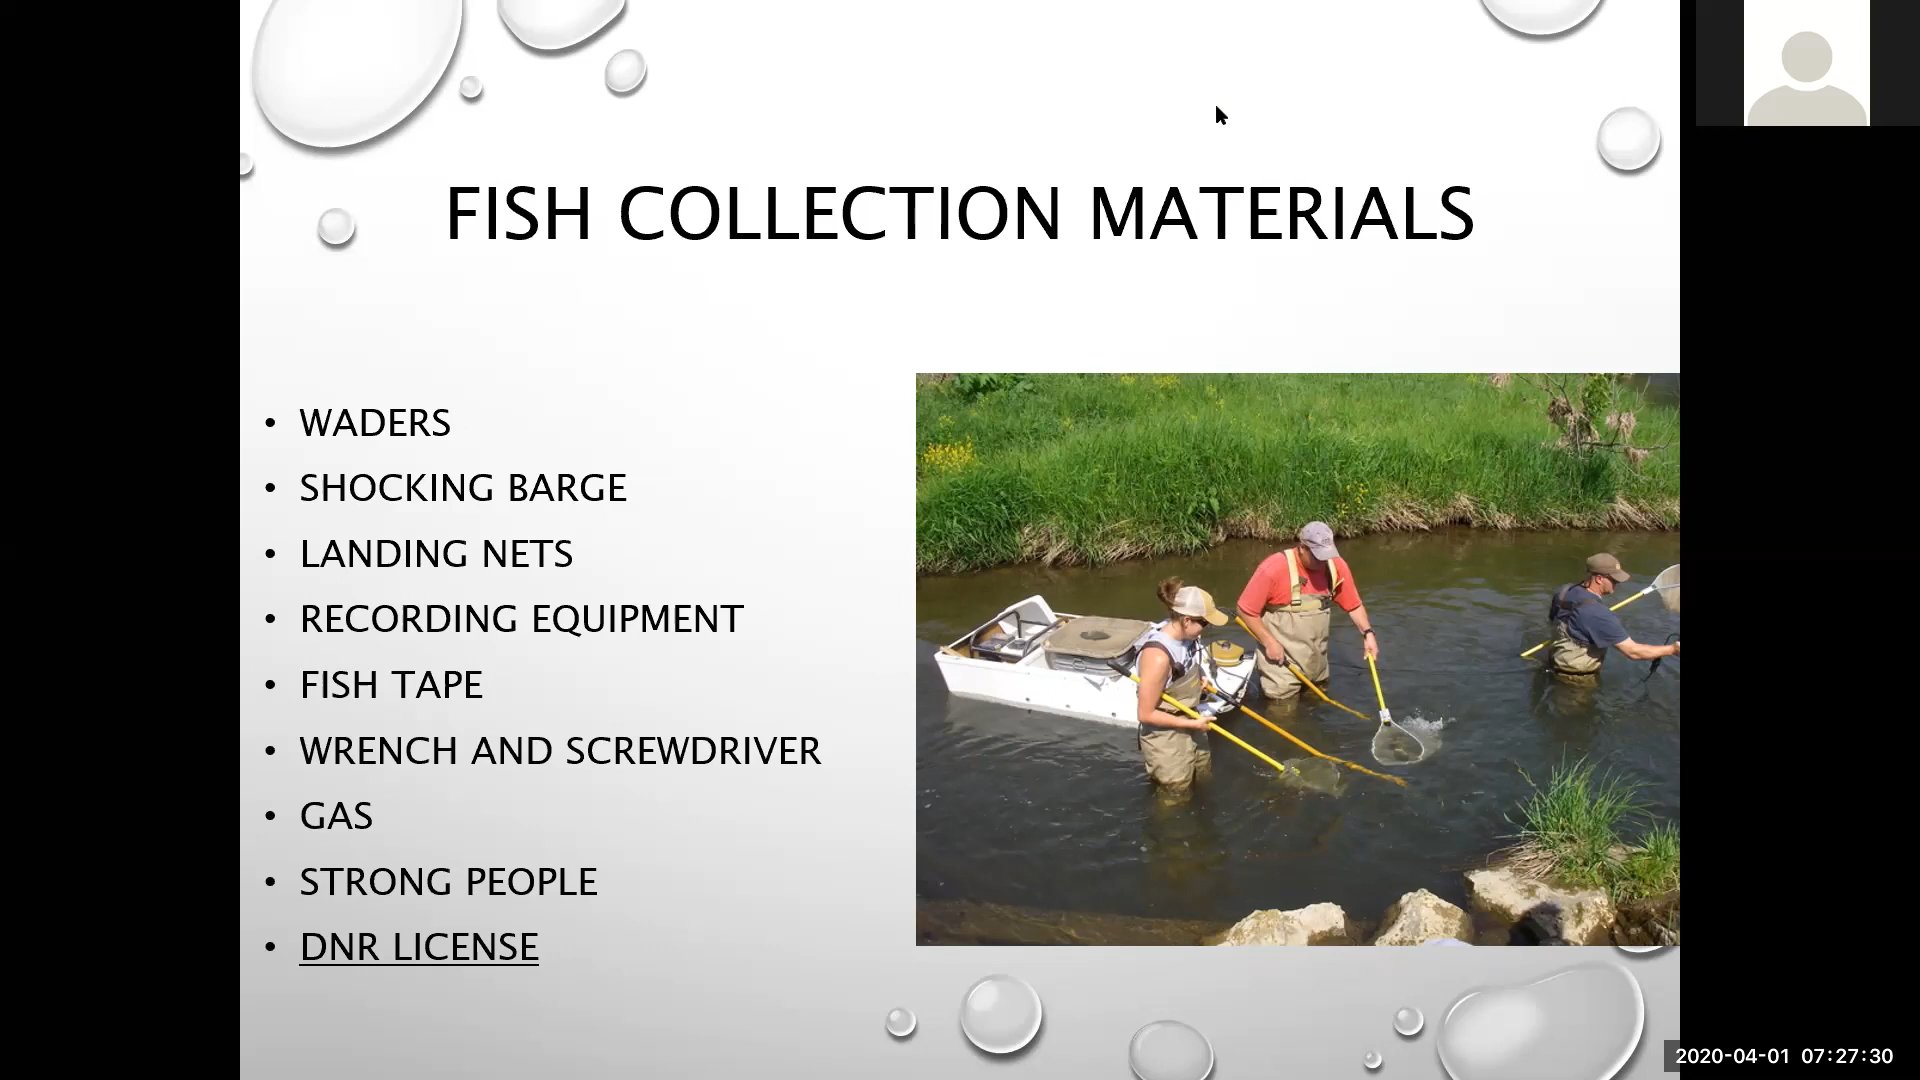 FISH COLLECTION MATERIALS
• WADERS
• SHOCKING BARGE
• LANDING NETS
• RECORDING EQUIPMENT
• FISH TAPE
• WRENCH AND SCREWDRIVER
• GAS
• STRONG PEOPLE
• DNR LICENSE
2020-04-01 07:27:30